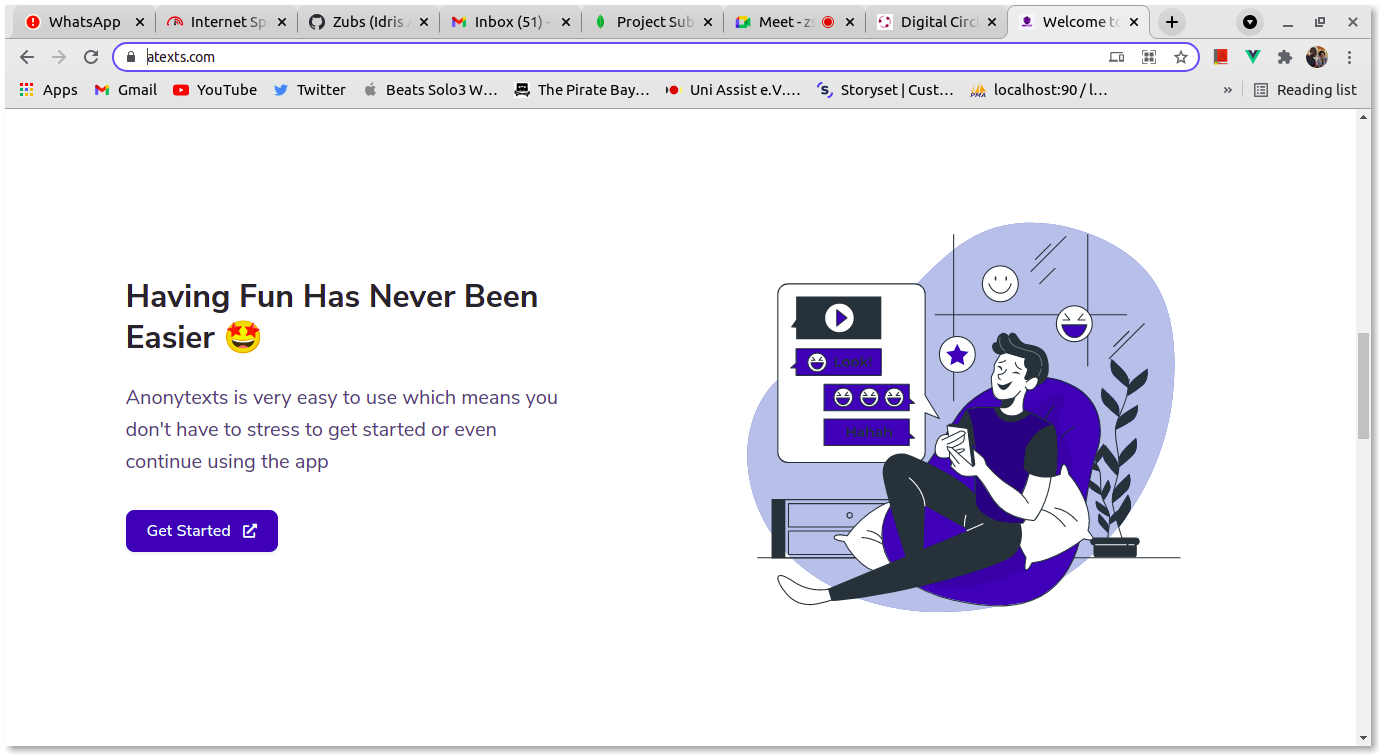 WhatsApp
Internet Sp
Zubs (Idris A
Inbox (51) -
Project Sub
Meet - zs
Digital Circl
Welcome to
atexts.com
Apps
Gmail
YouTube
Twitter
Beats Solo3 W…
The Pirate Bay…
Uni Assist e.V.…
Storyset | Cust…
localhost:90 / l…
»
Reading list
Having Fun Has Never Been
Easier 🤩
Anonytexts is very easy to use which means you
don't have to stress to get started or even
continue using the app
Get Started
Look!
Hahah